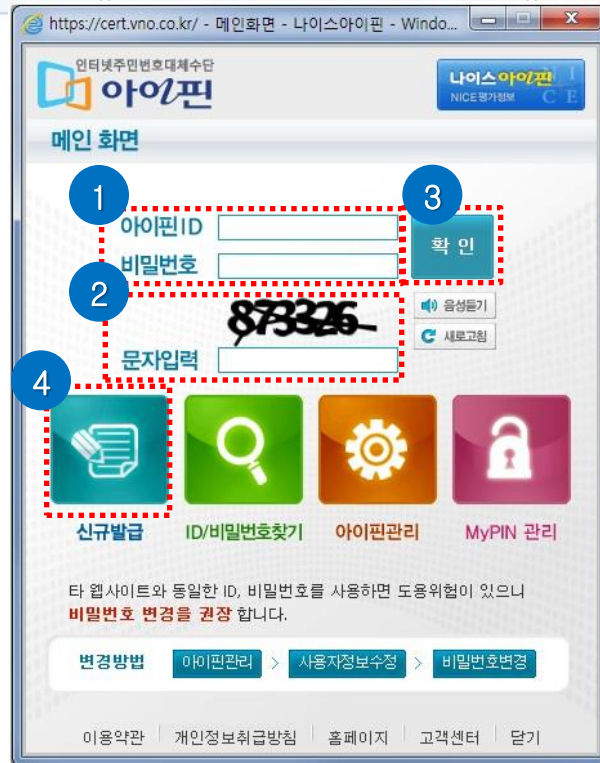 https://cert.vno.co.kr/ - 메인화면 - 나이스아이핀 - Windo...
인터넷주민번호대체수단
아이핀
나이스아이핀
NICE평가정보
NICE
메인 화면
1
3
아이핀ID
비밀번호
확 인
2
873326
음성듣기
새로고침
문자입력
4
신규발급
ID/비밀번호찾기
아이핀관리
MyPIN 관리
타 웹사이트와 동일한 ID, 비밀번호를 사용하면 도용위험이 있으니
비밀번호 변경을 권장 합니다.
변경방법 아이핀관리 > 사용자정보수정 > 비밀번호변경
이용약관 개인정보취급방침 홈페이지 고객센터 닫기